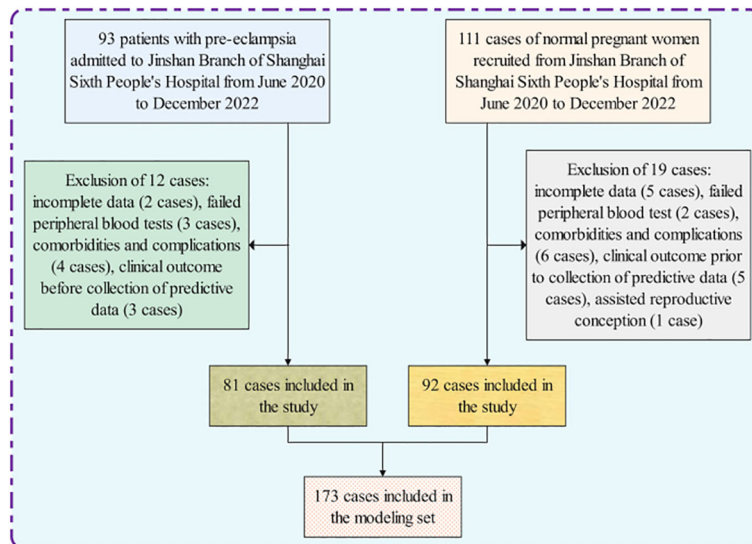 93 patients with pre-eclampsia
admitted to Jinshan Branch of Shanghai
Sixth People's Hospital from June 2020
to December 2022
111 cases of normal pregnant women
recruited from Jinshan Branch of
Shanghai Sixth People's Hospital from
June 2020 to December 2022
Exclusion of 12 cases:
incomplete data (2 cases), failed
peripheral blood tests (3 cases),
comorbidities and complications
(4 cases), clinical outcome
before collection of predictive
data (3 cases)
Exclusion of 19 cases:
incomplete data (5 cases), failed
peripheral blood test (2 cases),
comorbidities and complications
(6 cases), clinical outcome prior
to collection of predictive data (5
cases), assisted reproductive
conception (1 case)
81 cases included in
the study
92 cases included in
the study
173 cases included in
the modeling set